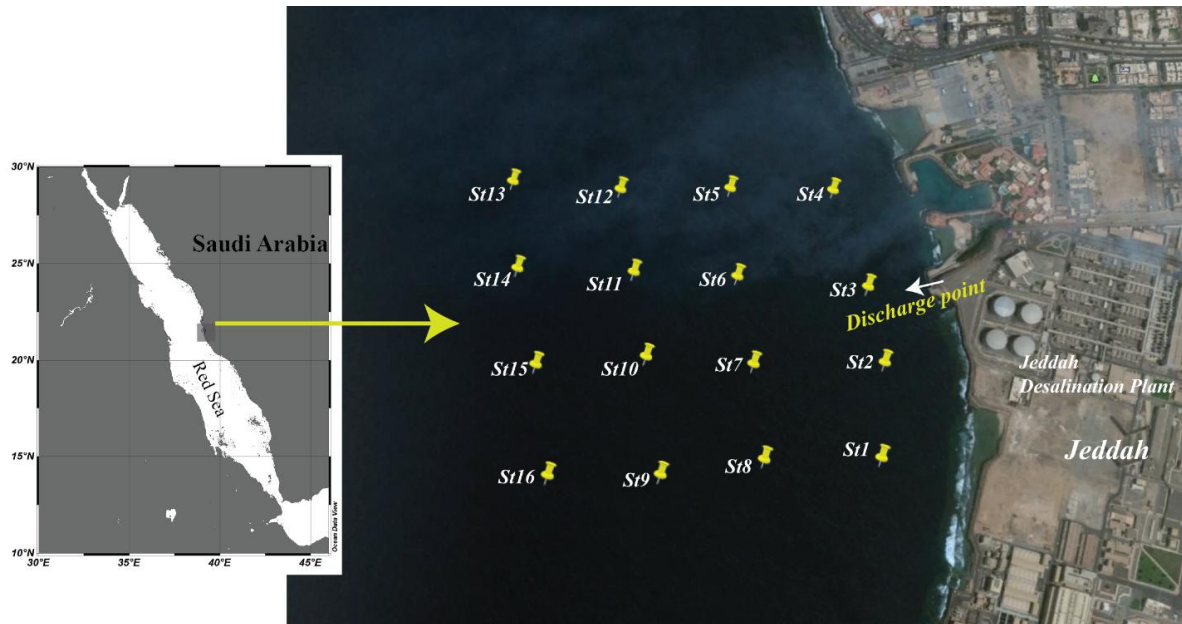 30°N
25°N
20°N
15°N
10°N
30°E
35°E
40°E
45°E
Saudi Arabia
Red Sea
Ocean Data View
St13
St12
St5
St4
St14
St11
St6
St3
Discharge point
St15
St10
St7
St2
Jeddah
Desalination Plant
St16
St9
St8
St1
Jeddah